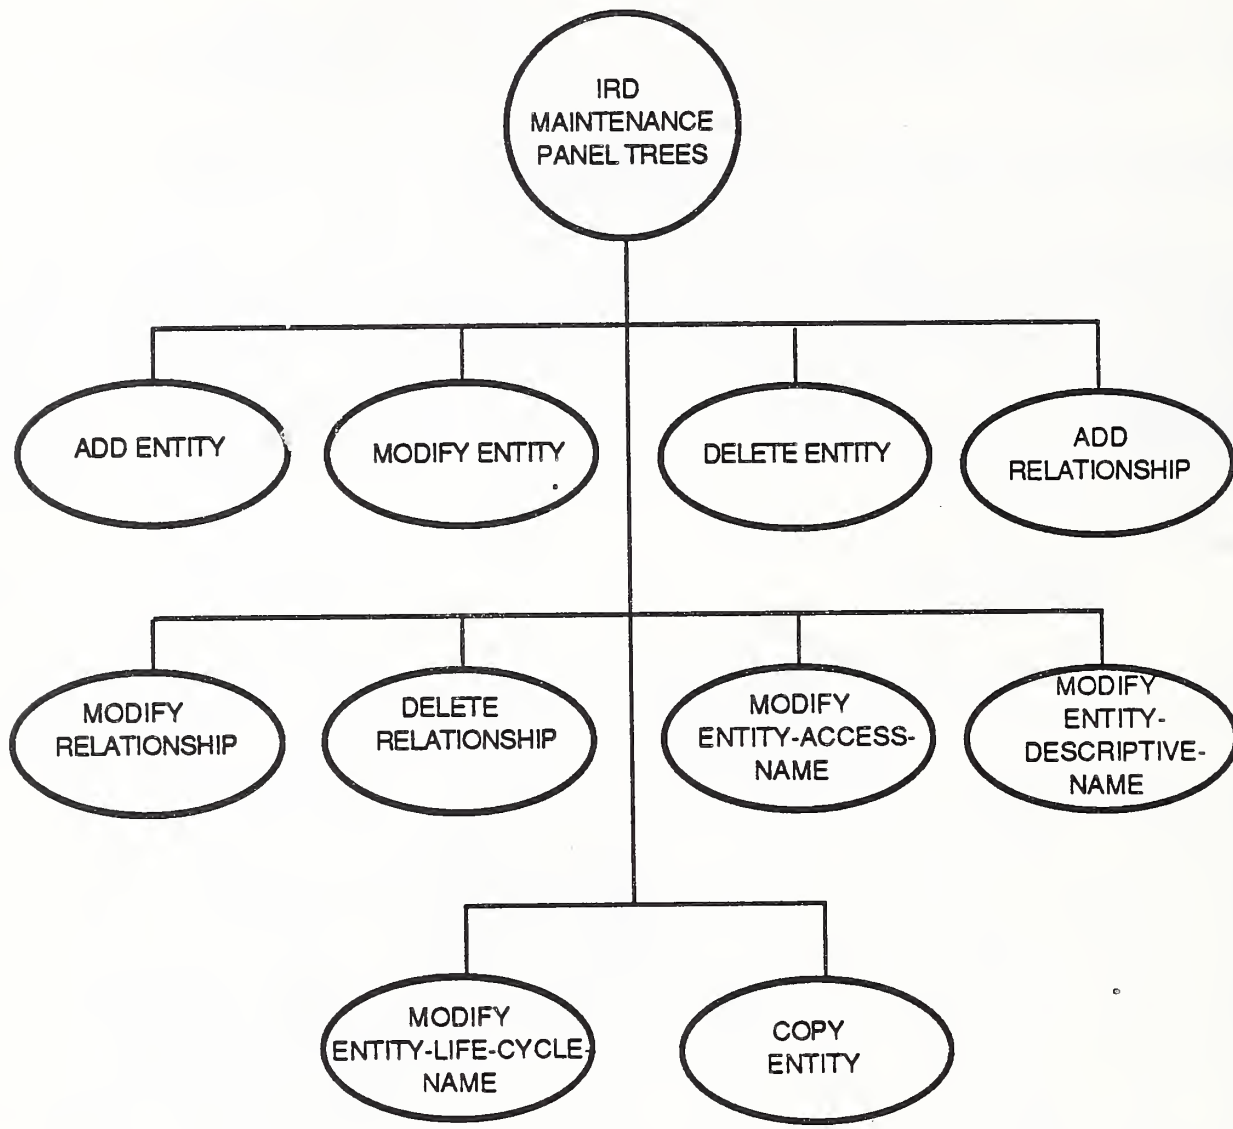 IRD
MAINTENANCE
PANEL TREES
ADD ENTITY
MODIFY ENTITY
DELETE ENTITY
ADD
RELATIONSHIP
MODIFY
RELATIONSHIP
DELETE
RELATIONSHIP
MODIFY
ENTITY-ACCESS-
NAME
MODIFY
ENTITY-
DESCRIPTIVE-
NAME
MODIFY
ENTITY-LIFE-CYCLE-
NAME
COPY
ENTITY